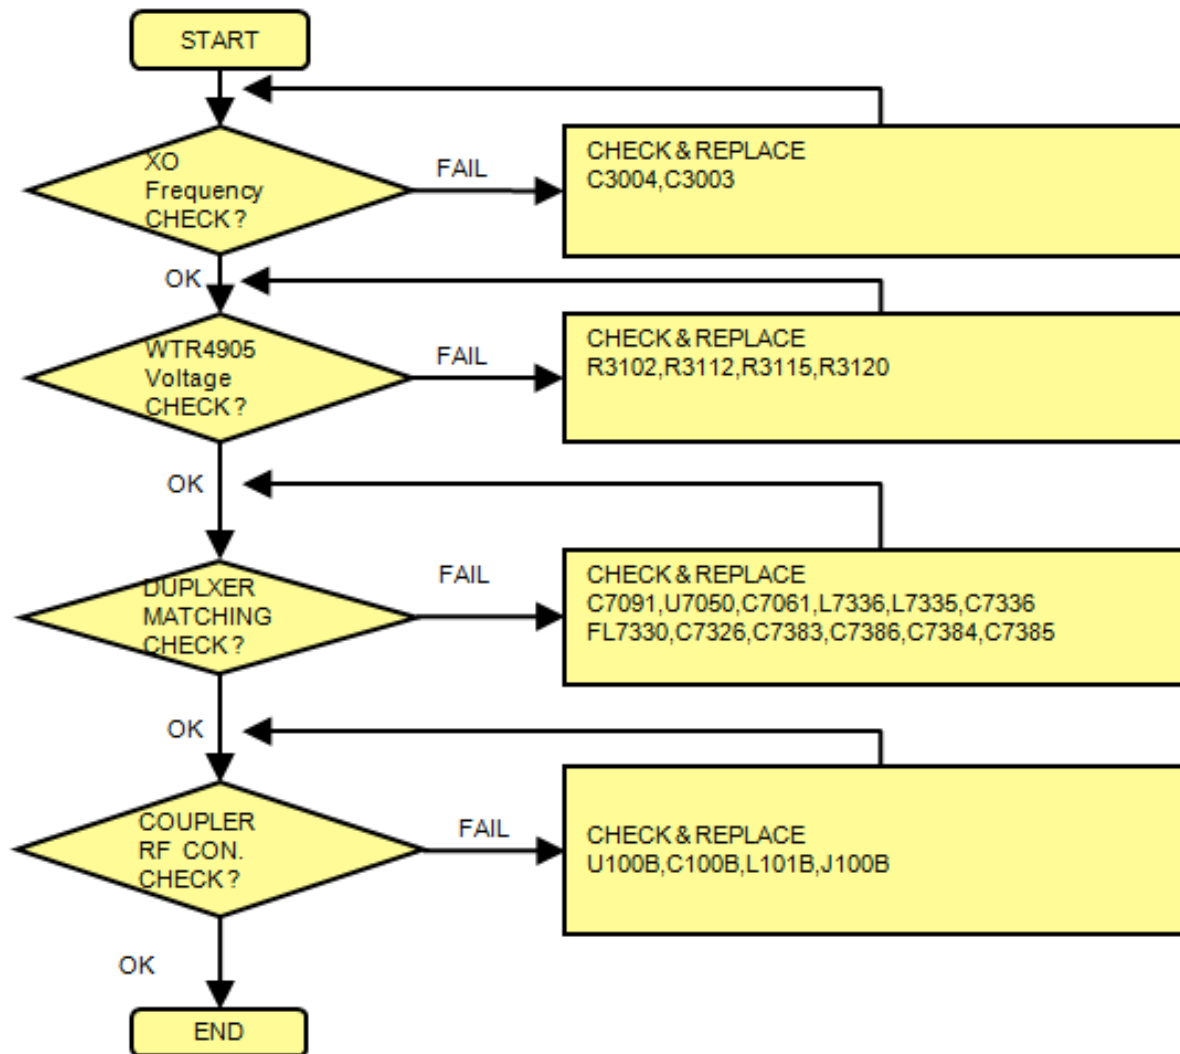 START
XO
Frequency
CHECK?
FAIL
CHECK & REPLACE
C3004,C3003
OK
WTR4905
Voltage
CHECK?
FAIL
CHECK & REPLACE
R3102,R3112,R3115,R3120
OK
DUPLXER
MATCHING
CHECK?
FAIL
CHECK & REPLACE
C7091,U7050,C7061,L7336,L7335,C7336
FL7330,C7326,C7383,C7386,C7384,C7385
OK
COUPLER
RF CON.
CHECK?
FAIL
CHECK & REPLACE
U100B,C100B,L101B,J100B
OK
END